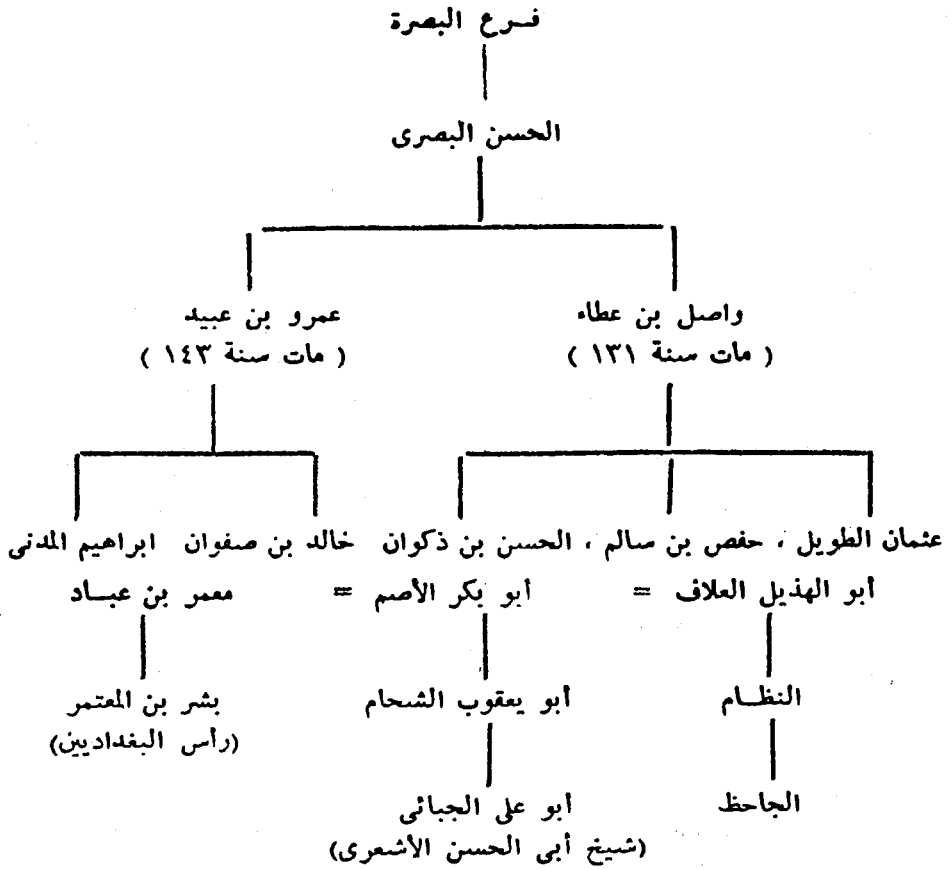 فرع البصرة
الحسن البصرى
واصل بن عطاء عمرو بن عبيد
( مات سنة ١٣١ ) ( مات سنة ١٤٣ )
عثمان الطويل ، حفص بن سالم ، الحسن بن ذكوان خالد بن صفوان ابراهيم المدنى
أبو الهذيل العلاف = أبو بكر الأصم = معمر بن عباد
النظام أبو يعقوب الشحام بشر بن المعتمر
(رأس البغداديين)
الجاحظ أبو على الجبائى
(شيخ أبى الحسن الأشعرى)